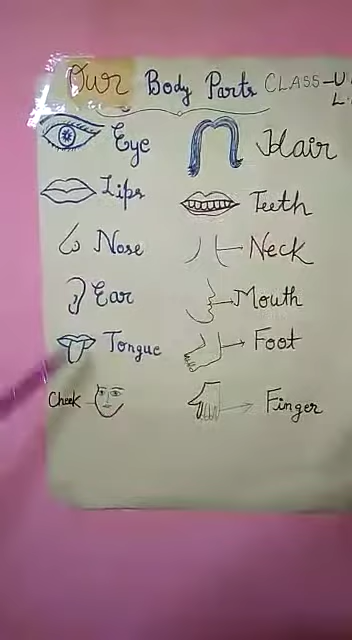 Our Body Parts CLASS-U
L
Eye Hair
Lips Teeth
Nose Neck
Ear Mouth
Tongue Foot
Cheek Finger